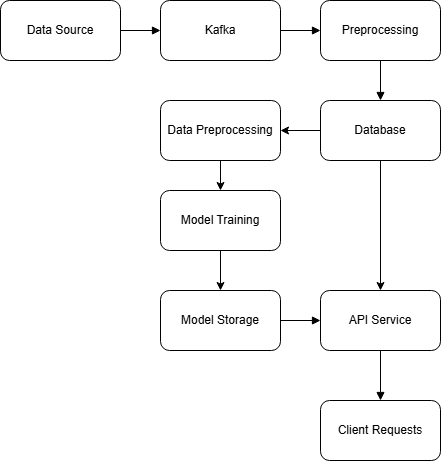 Data Source
Kafka
Preprocessing
Data Preprocessing
Database
Model Training
Model Storage
API Service
Client Requests